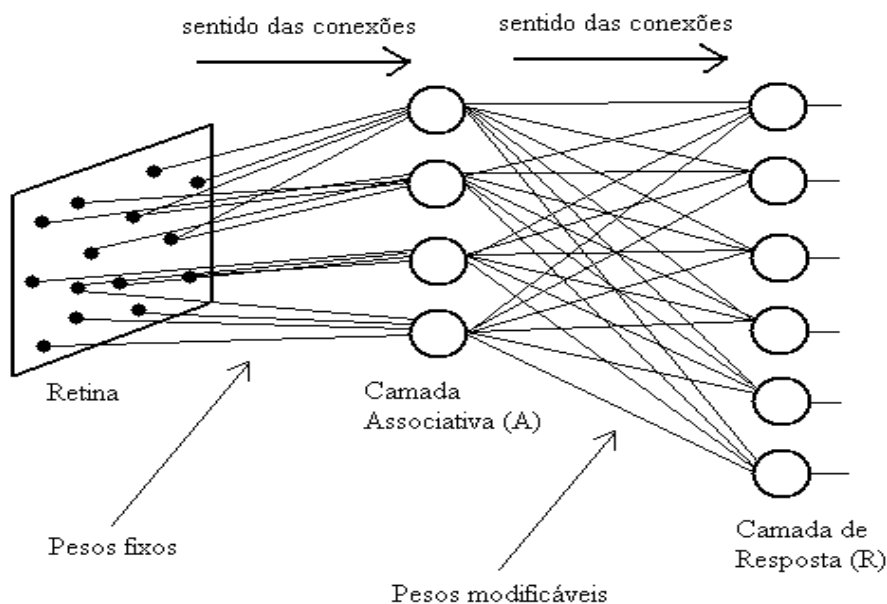 sentido das conexões
sentido das conexões
Retina
Camada
Associativa (A)
Pesos fixos
Camada de
Resposta (R)
Pesos modificáveis